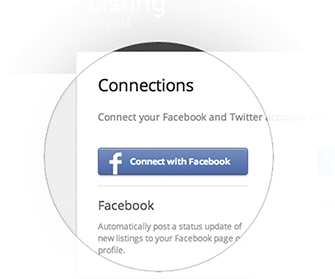 Listing
Connections
Connect your Facebook and Twitter accounts
f Connect with Facebook
Facebook
Automatically post a status update of
new listings to your Facebook page o
profile.